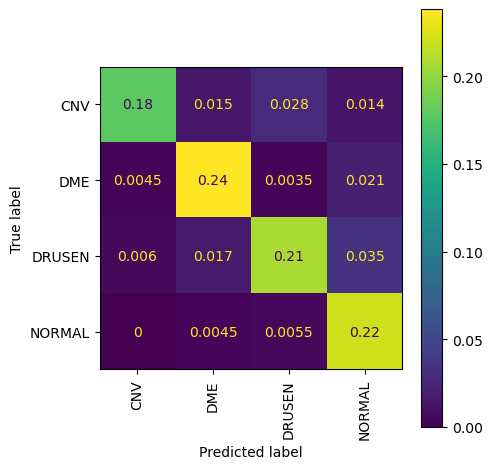 CNV 0.18 0.015 0.028 0.014
DME 0.0045 0.24 0.0035 0.021
DRUSEN 0.006 0.017 0.21 0.035
NORMAL 0 0.0045 0.0055 0.22
True label
CNV DME DRUSEN NORMAL
Predicted label
0.20
0.15
0.10
0.05
0.00